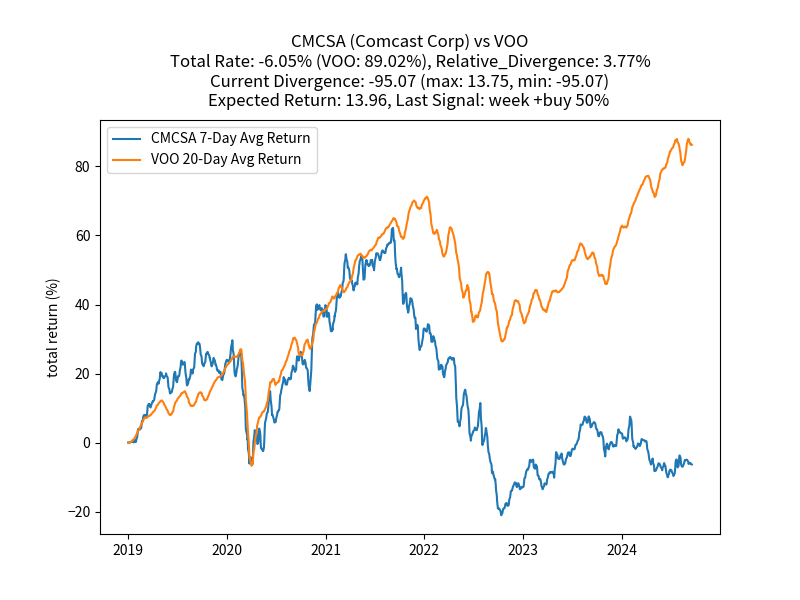 CMCSA (Comcast Corp) vs VOO
Total Rate: -6.05% (VOO: 89.02%), Relative_Divergence: 3.77%
Current Divergence: -95.07 (max: 13.75, min: -95.07)
Expected Return: 13.96, Last Signal: week +buy 50%
CMCSA 7-Day Avg Return
VOO 20-Day Avg Return
total return (%)
80
60
40
20
0
−20
2019 2020 2021 2022 2023 2024